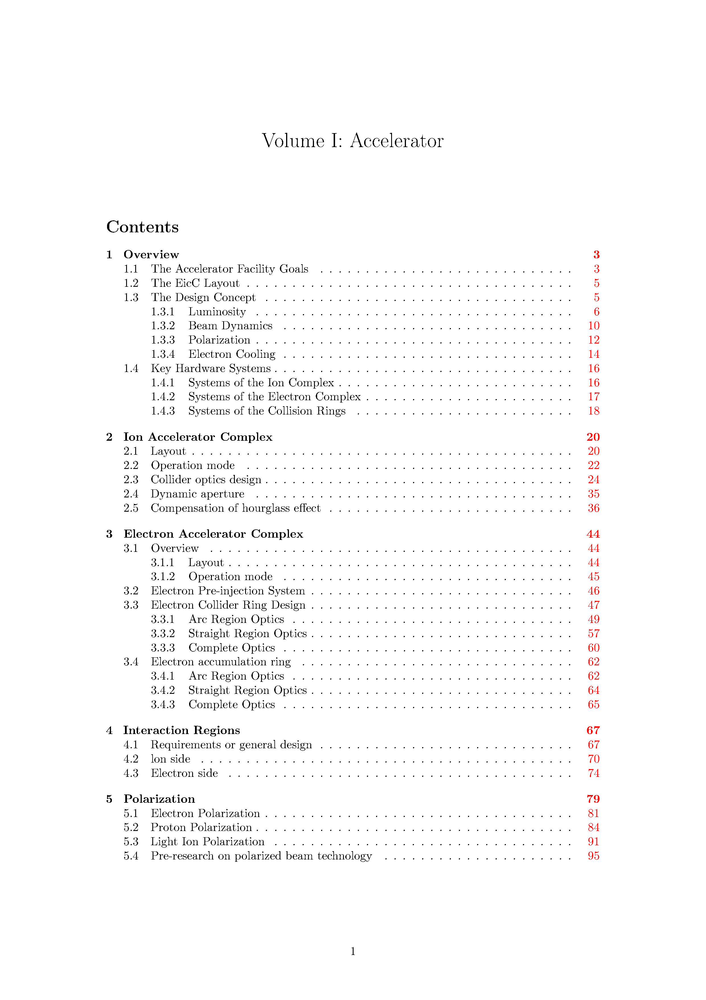 Volume I: Accelerator
Contents
1 Overview 3
1.1 The Accelerator Facility Goals . . . . . . . . . . . . . . . . . . . . . . . . . . . . 3
1.2 The EicC Layout . . . . . . . . . . . . . . . . . . . . . . . . . . . . . . . . . . . . 5
1.3 The Design Concept . . . . . . . . . . . . . . . . . . . . . . . . . . . . . . . . . . 5
1.3.1 Luminosity . . . . . . . . . . . . . . . . . . . . . . . . . . . . . . . . . . . 6
1.3.2 Beam Dynamics . . . . . . . . . . . . . . . . . . . . . . . . . . . . . . . . 10
1.3.3 Polarization . . . . . . . . . . . . . . . . . . . . . . . . . . . . . . . . . . . 12
1.3.4 Electron Cooling . . . . . . . . . . . . . . . . . . . . . . . . . . . . . . . . 14
1.4 Key Hardware Systems . . . . . . . . . . . . . . . . . . . . . . . . . . . . . . . . . 16
1.4.1 Systems of the Ion Complex . . . . . . . . . . . . . . . . . . . . . . . . . . 16
1.4.2 Systems of the Electron Complex . . . . . . . . . . . . . . . . . . . . . . . 17
1.4.3 Systems of the Collision Rings . . . . . . . . . . . . . . . . . . . . . . . . 18
2 Ion Accelerator Complex 20
2.1 Layout . . . . . . . . . . . . . . . . . . . . . . . . . . . . . . . . . . . . . . . . . . 20
2.2 Operation mode . . . . . . . . . . . . . . . . . . . . . . . . . . . . . . . . . . . . 22
2.3 Collider optics design . . . . . . . . . . . . . . . . . . . . . . . . . . . . . . . . . . 24
2.4 Dynamic aperture . . . . . . . . . . . . . . . . . . . . . . . . . . . . . . . . . . . 35
2.5 Compensation of hourglass effect . . . . . . . . . . . . . . . . . . . . . . . . . . . 36
3 Electron Accelerator Complex 44
3.1 Overview . . . . . . . . . . . . . . . . . . . . . . . . . . . . . . . . . . . . . . . . 44
3.1.1 Layout . . . . . . . . . . . . . . . . . . . . . . . . . . . . . . . . . . . . . . 44
3.1.2 Operation mode . . . . . . . . . . . . . . . . . . . . . . . . . . . . . . . . 45
3.2 Electron Pre-injection System . . . . . . . . . . . . . . . . . . . . . . . . . . . . . 46
3.3 Electron Collider Ring Design . . . . . . . . . . . . . . . . . . . . . . . . . . . . . 47
3.3.1 Arc Region Optics . . . . . . . . . . . . . . . . . . . . . . . . . . . . . . . 49
3.3.2 Straight Region Optics . . . . . . . . . . . . . . . . . . . . . . . . . . . . . 57
3.3.3 Complete Optics . . . . . . . . . . . . . . . . . . . . . . . . . . . . . . . . 60
3.4 Electron accumulation ring . . . . . . . . . . . . . . . . . . . . . . . . . . . . . . 62
3.4.1 Arc Region Optics . . . . . . . . . . . . . . . . . . . . . . . . . . . . . . . 62
3.4.2 Straight Region Optics . . . . . . . . . . . . . . . . . . . . . . . . . . . . . 64
3.4.3 Complete Optics . . . . . . . . . . . . . . . . . . . . . . . . . . . . . . . . 65
4 Interaction Regions 67
4.1 Requirements or general design . . . . . . . . . . . . . . . . . . . . . . . . . . . . 67
4.2 lon side . . . . . . . . . . . . . . . . . . . . . . . . . . . . . . . . . . . . . . . . . 70
4.3 Electron side . . . . . . . . . . . . . . . . . . . . . . . . . . . . . . . . . . . . . . 74
5 Polarization 79
5.1 Electron Polarization . . . . . . . . . . . . . . . . . . . . . . . . . . . . . . . . . . 81
5.2 Proton Polarization . . . . . . . . . . . . . . . . . . . . . . . . . . . . . . . . . . . 84
5.3 Light Ion Polarization . . . . . . . . . . . . . . . . . . . . . . . . . . . . . . . . . 91
5.4 Pre-research on polarized beam technology . . . . . . . . . . . . . . . . . . . . . 95
1